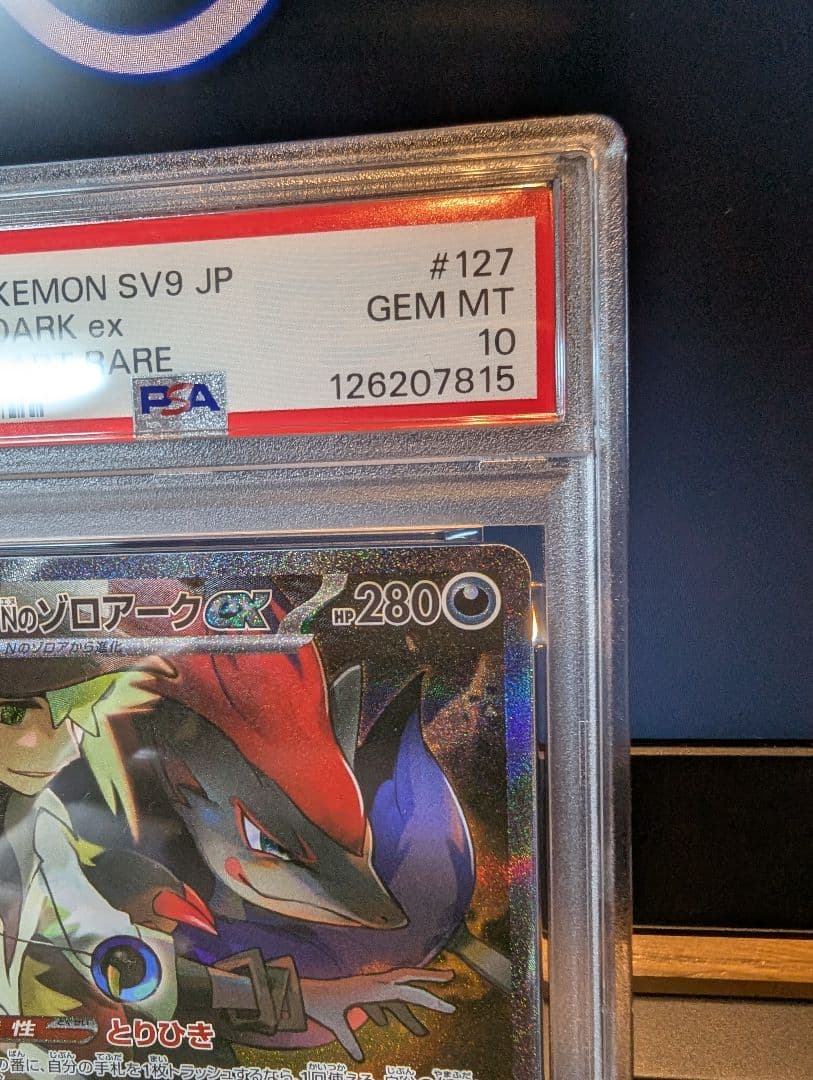 KEMON SV9 JP
#127
DARK ex
GEM MT
RARE
10
PSA
126207815
Nのゾロアークex
HP280
Nのゾロアから進化
性
とりひき
の番に、自分の手札を1枚トラッシュするなら、1回使える。